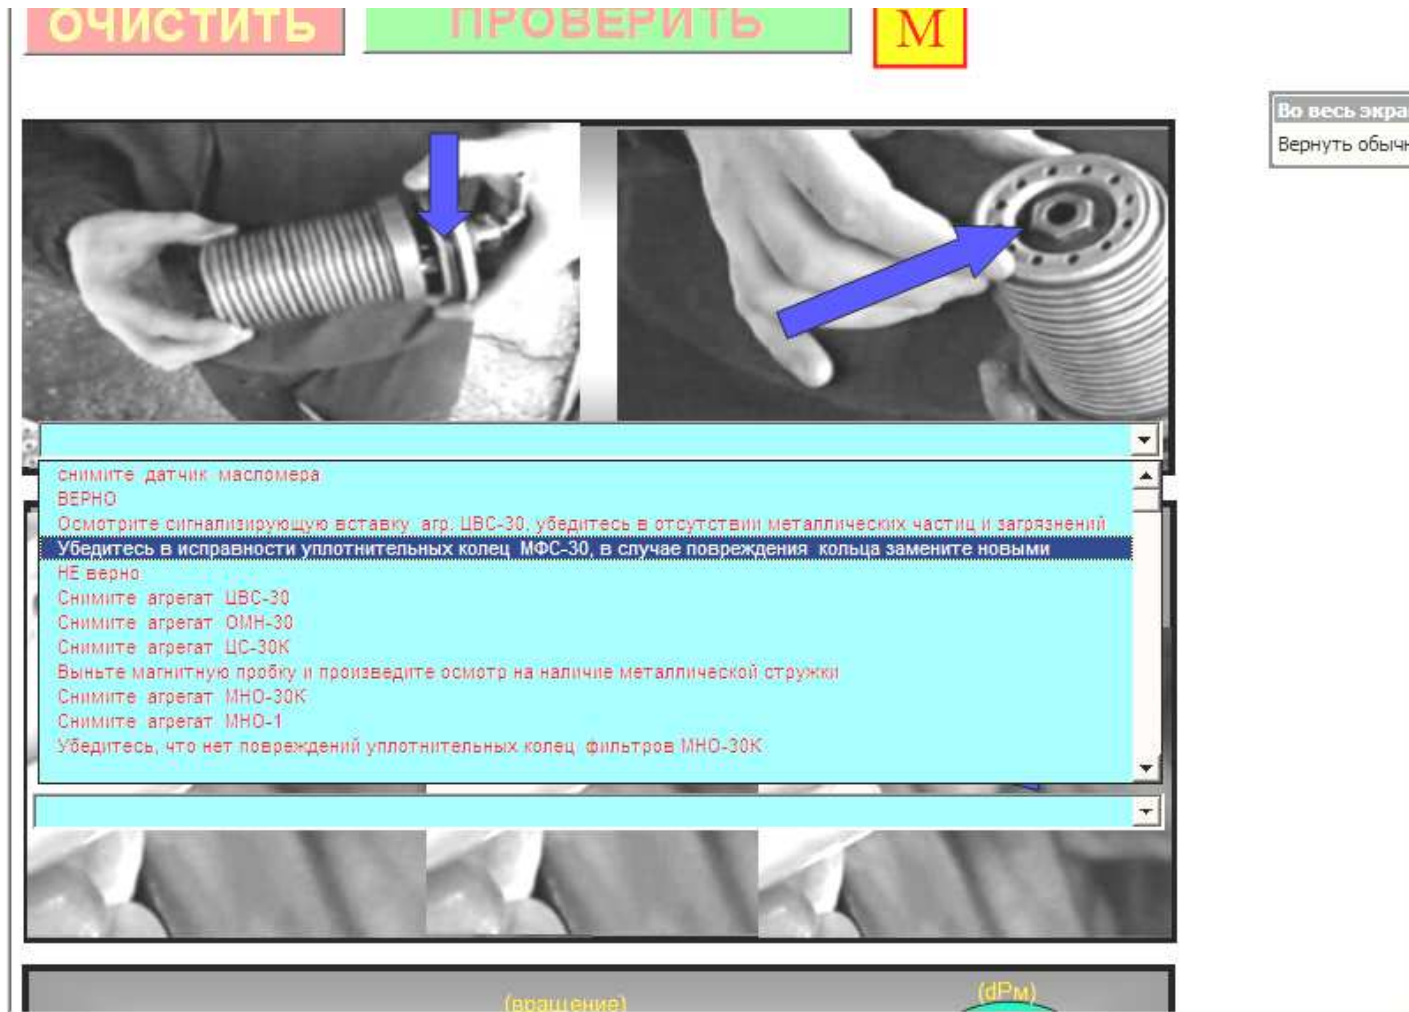 ОЧИСТИТЬ
ПРОВЕРИТЬ
М
Во весь экра
Вернуть обычн
снимите датчик масломера
ВЕРНО
Осмотрите сигнализирующую вставку агр. ЦВС-30, убедитесь в отсутствии металлических частиц и загрязнений
Убедитесь в исправности уплотнительных колец МФС-30, в случае повреждения кольца замените новыми
НЕ верно
Снимите агрегат ЦВС-30
Снимите агрегат ОМН-30
Снимите агрегат ЦС-30К
Выньте магнитную пробку и произведите осмотр на наличие металлической стружки
Снимите агрегат МНО-30К
Снимите агрегат МНО-1
Убедитесь, что нет повреждений уплотнительных колец фильтров МНО-30К
(dPм)
(вращение)